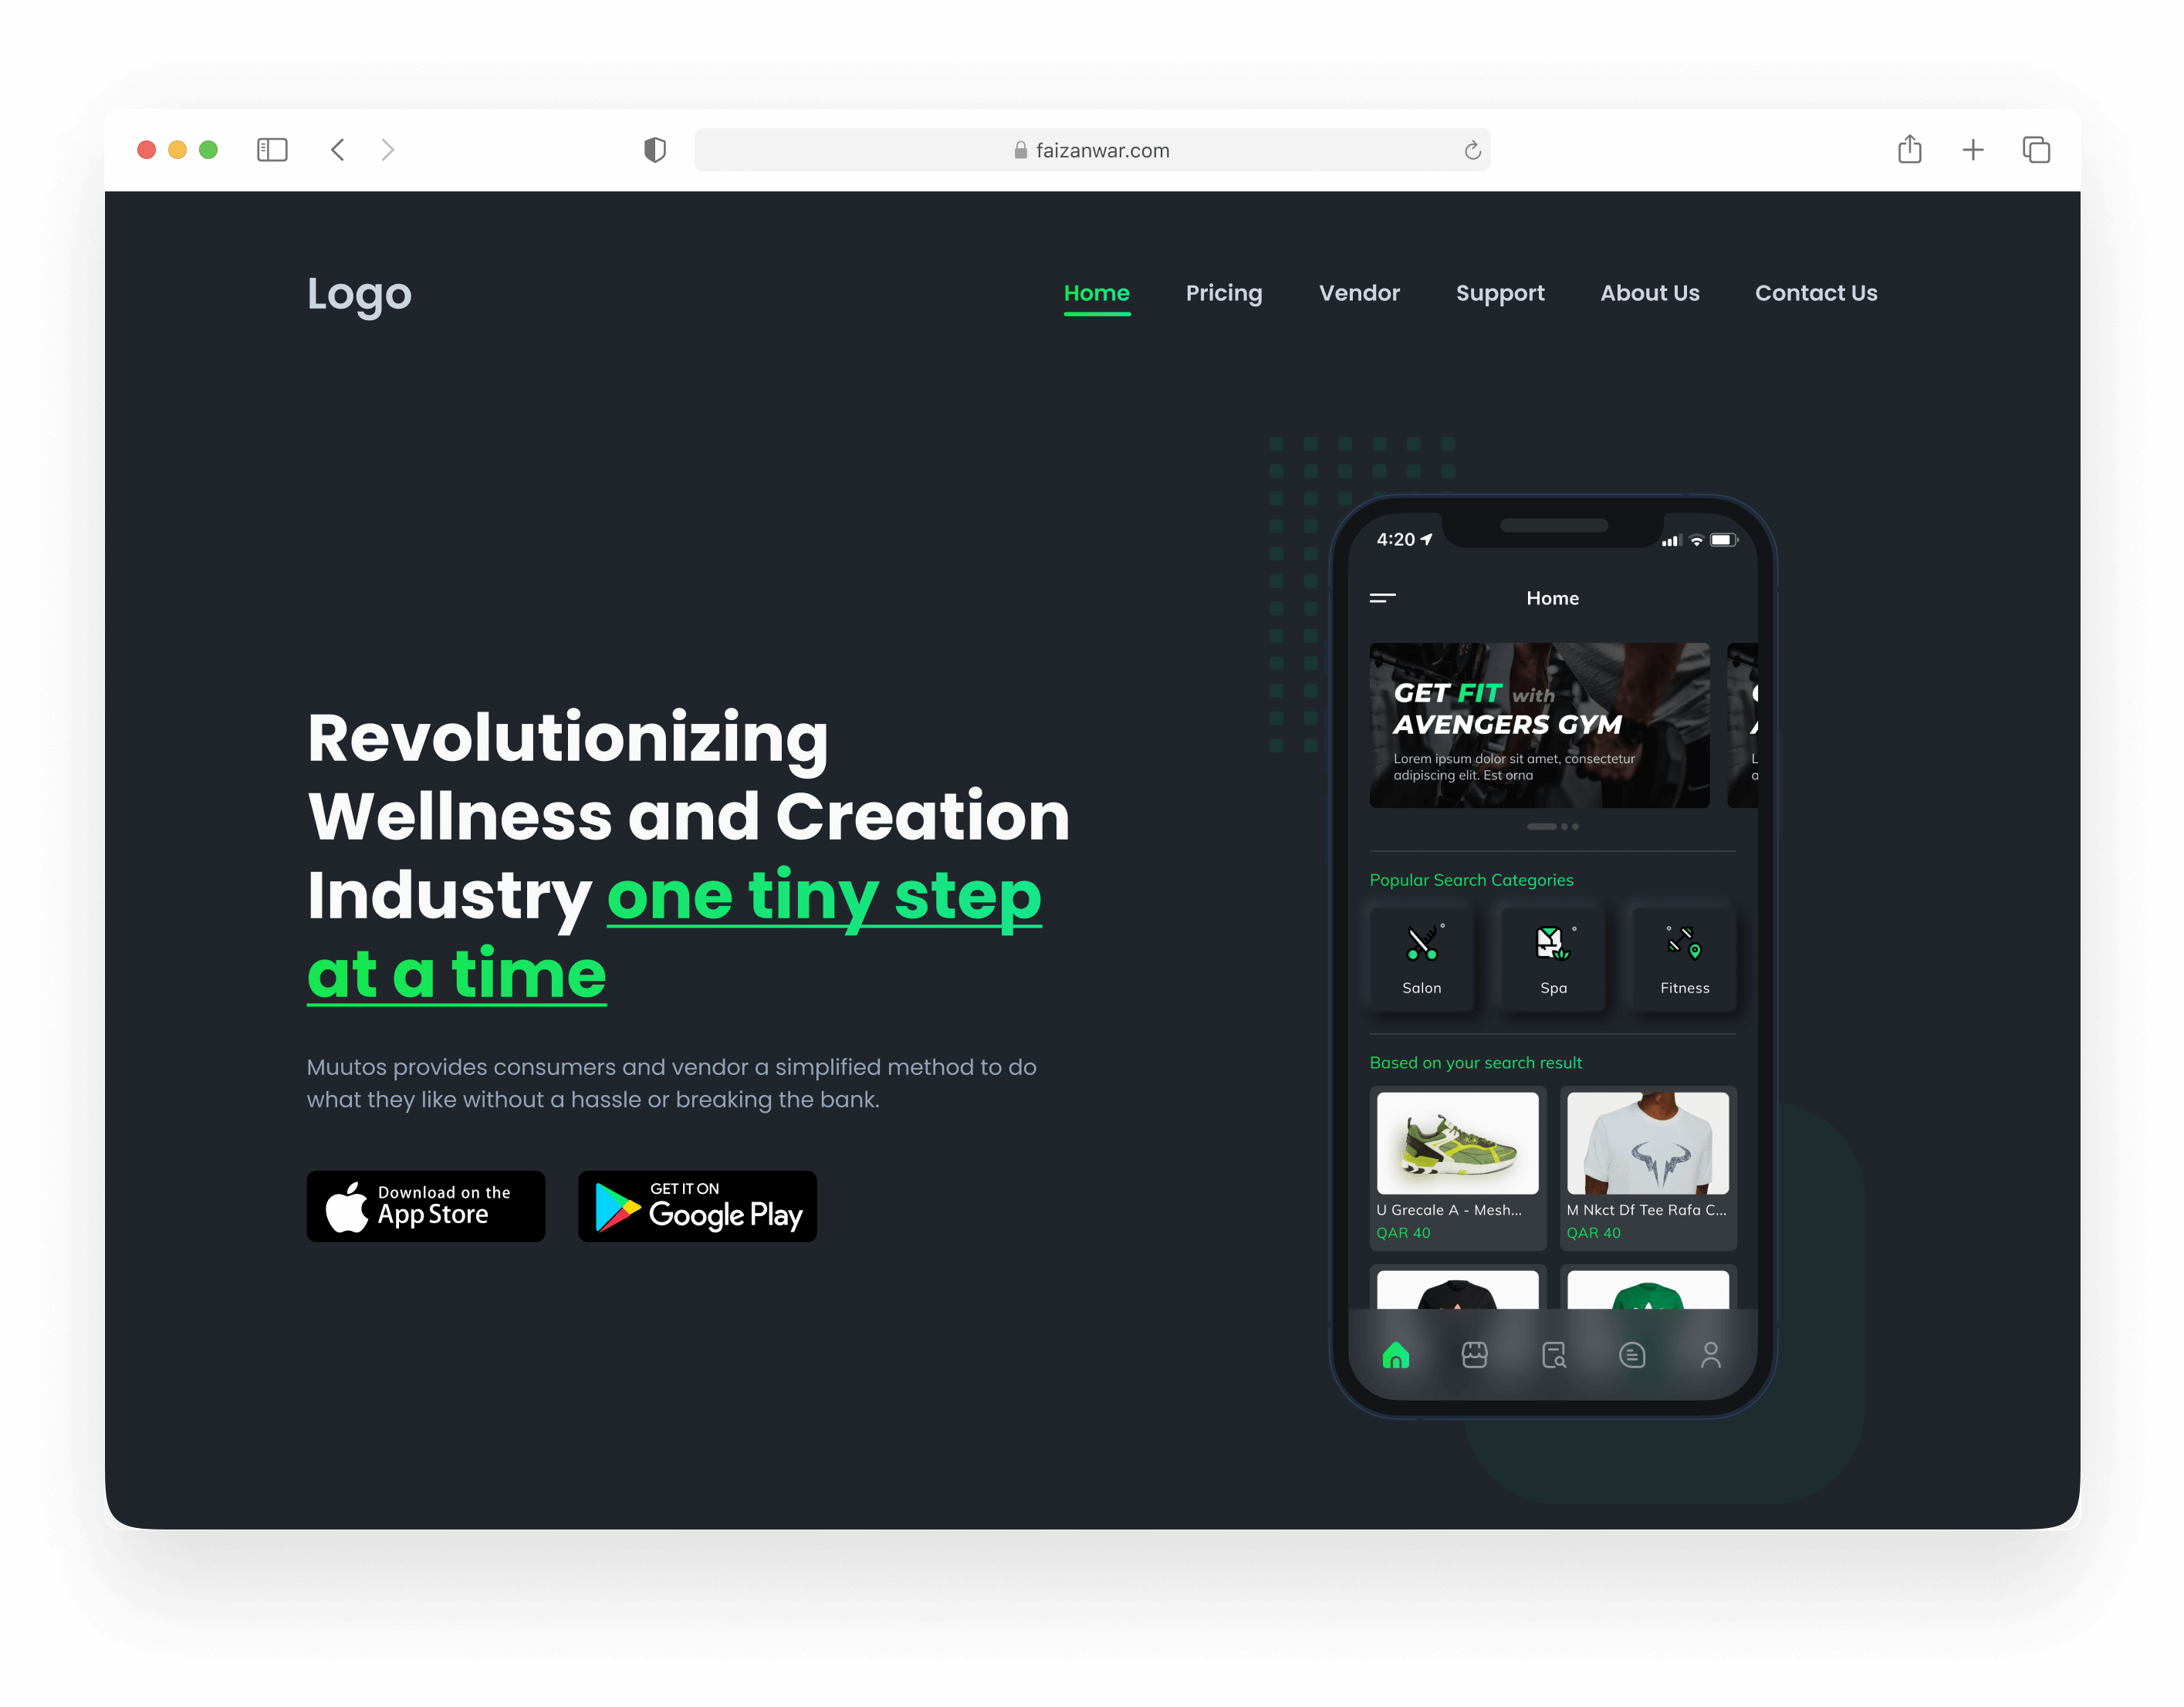 faizanwar.com
Logo
Home
Pricing
Vendor
Support
About Us
Contact Us
Revolutionizing
Wellness and Creation
Industry one tiny step
at a time
Muutos provides consumers and vendor a simplified method to do
what they like without a hassle or breaking the bank.
Download on the
App Store
GET IT ON
Google Play
4:20
Home
GET FIT with
AVENGERS GYM
Lorem ipsum dolor sit amet, consectetur
adipiscing elit. Est orna
Popular Search Categories
Salon
Spa
Fitness
Based on your search result
U Grecale A - Mesh...
QAR 40
M Nkct Df Tee Rafa C...
QAR 40